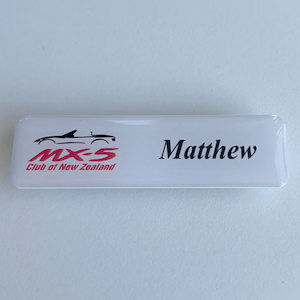 MX-5
Club of New Zealand
Matthew